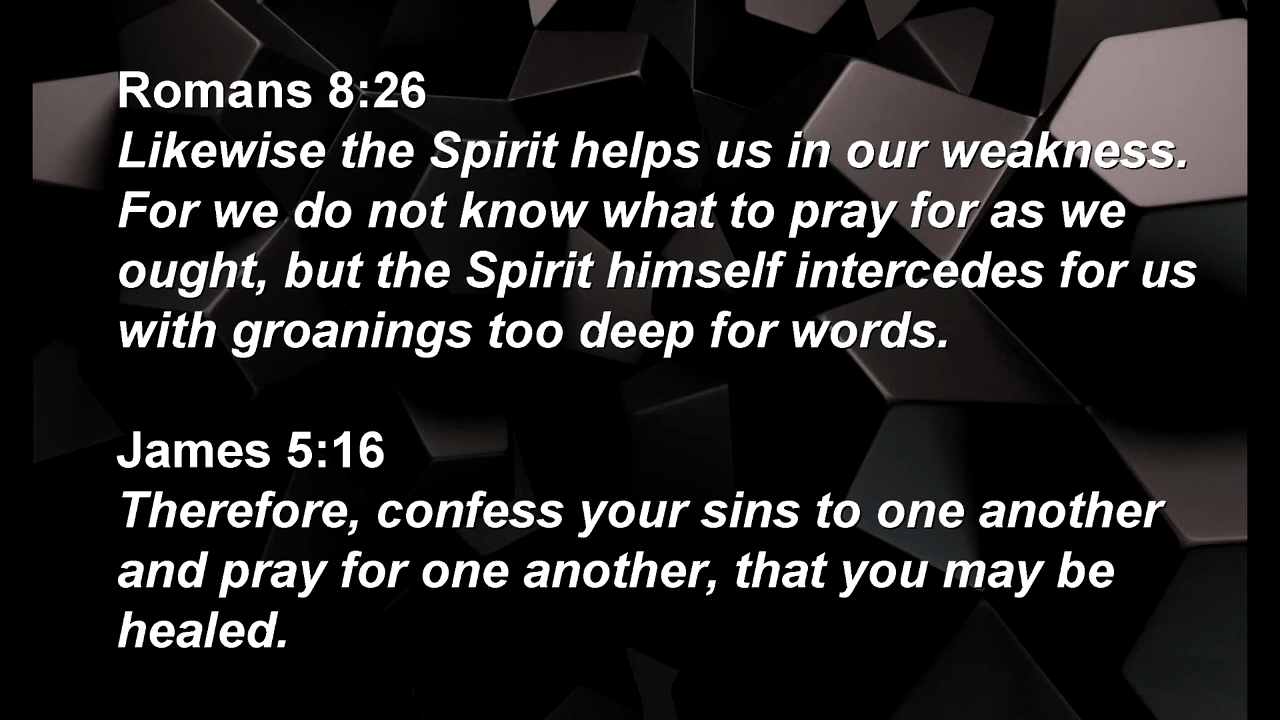 Romans 8:26
Likewise the Spirit helps us in our weakness.
For we do not know what to pray for as we
ought, but the Spirit himself intercedes for us
with groanings too deep for words.
James 5:16
Therefore, confess your sins to one another
and pray for one another, that you may be
healed.